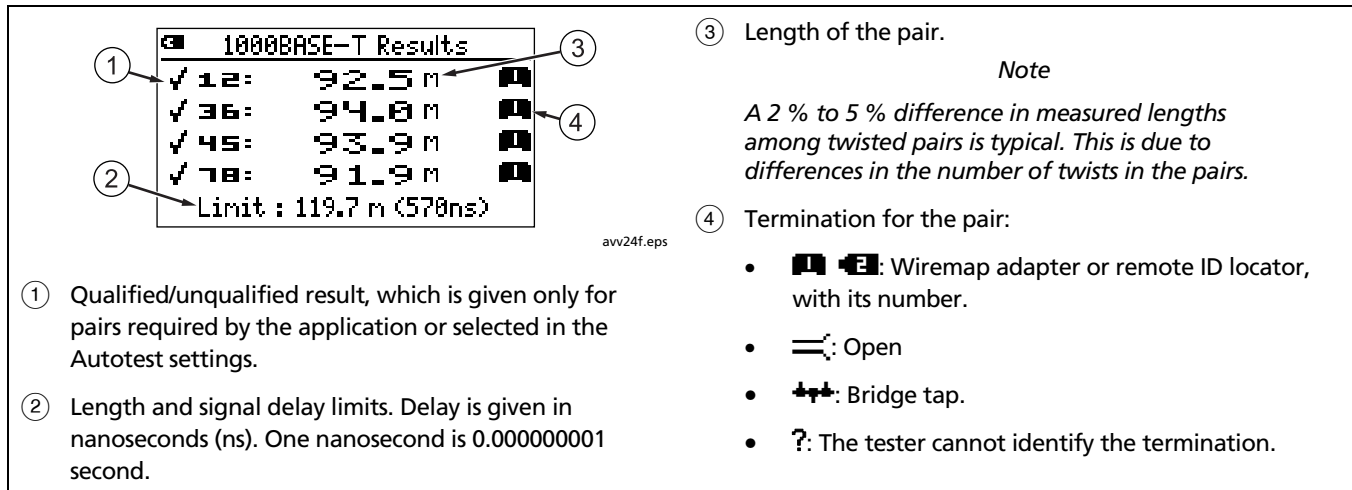 1000BASE-T Results
12: 92.5 m
36: 94.0 m
45: 93.9 m
78: 91.9 m
Limit : 119.7 m (570ns)
1
2
3
4
avv24f.eps
1 Qualified/unqualified result, which is given only for
pairs required by the application or selected in the
Autotest settings.
2 Length and signal delay limits. Delay is given in
nanoseconds (ns). One nanosecond is 0.000000001
second.
3 Length of the pair.
Note
A 2 % to 5 % difference in measured lengths
among twisted pairs is typical. This is due to
differences in the number of twists in the pairs.
4 Termination for the pair:
• 1 2: Wiremap adapter or remote ID locator,
with its number.
• : Open
• : Bridge tap.
• ?: The tester cannot identify the termination.